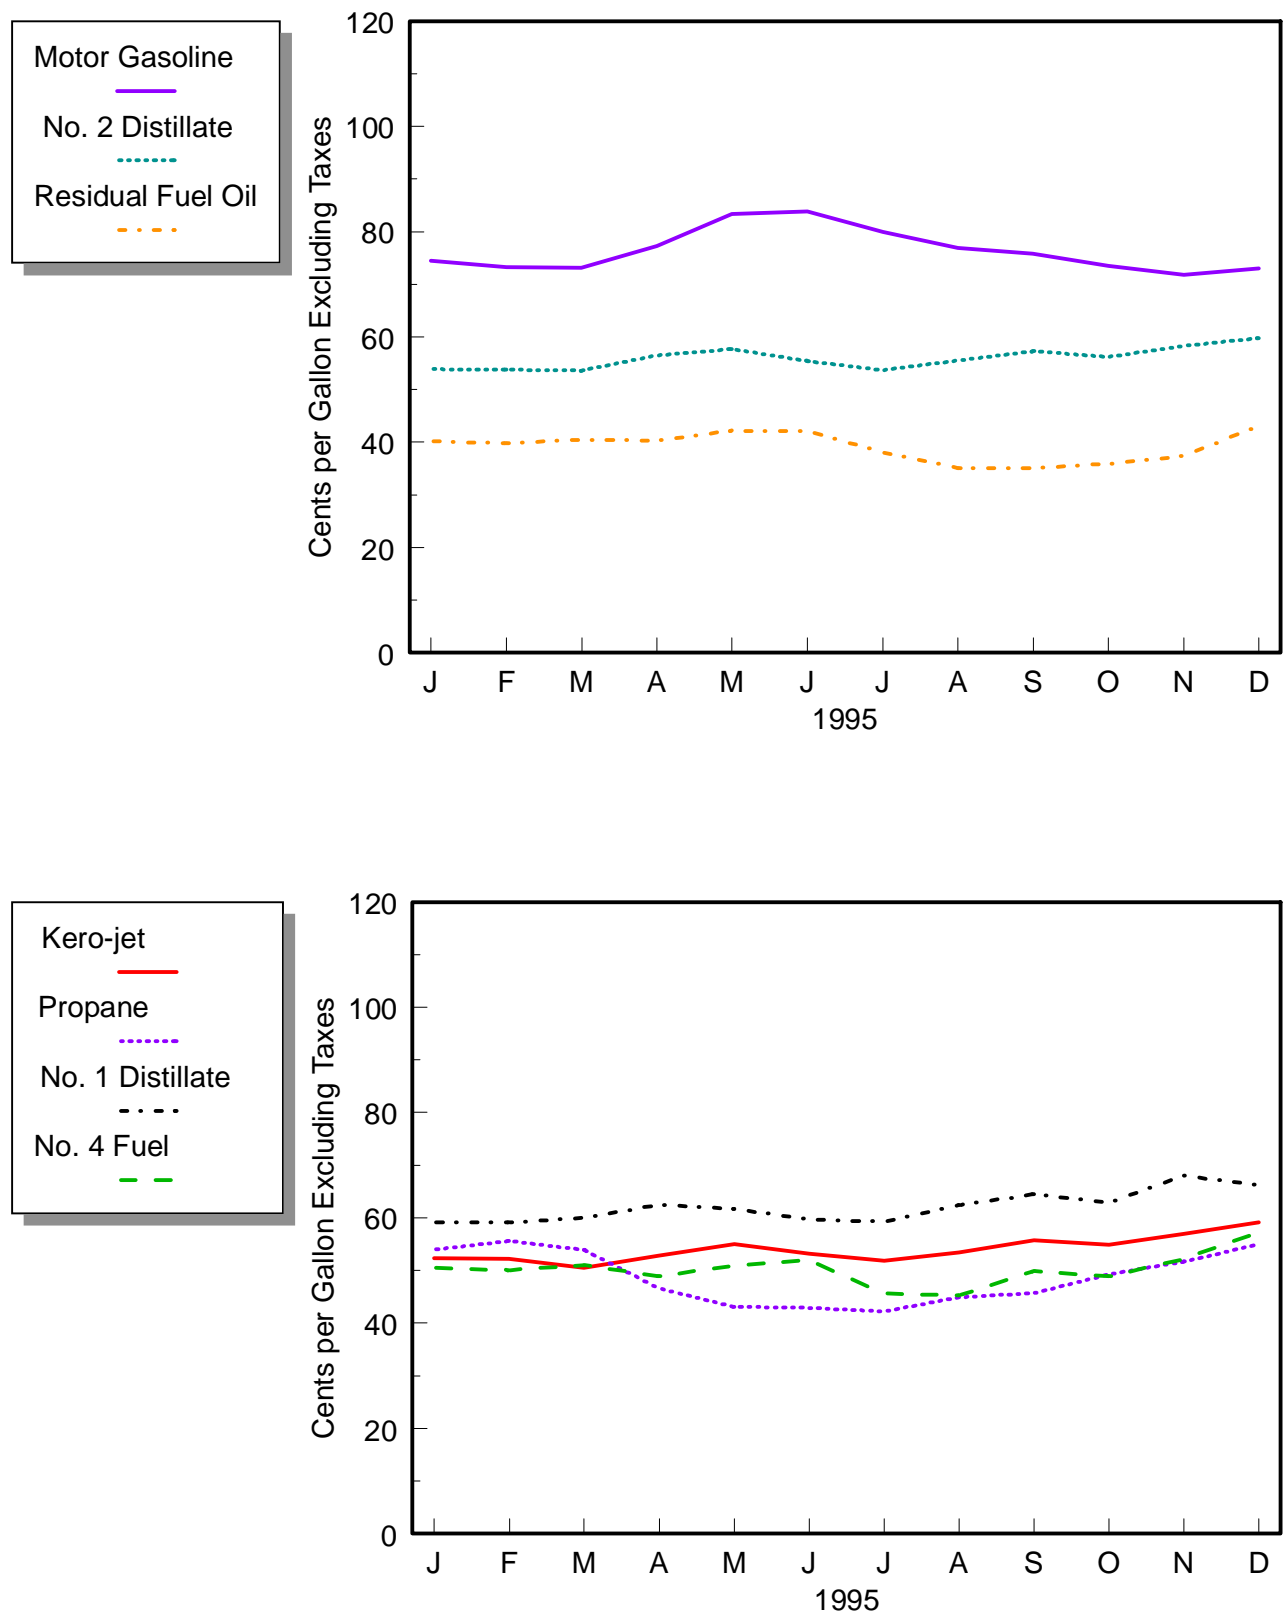 Motor Gasoline
No. 2 Distillate
Residual Fuel Oil
Cents per Gallon Excluding Taxes
120
100
80
60
40
20
0
J F M A M J J A S O N D
1995
Kero-jet
Propane
No. 1 Distillate
No. 4 Fuel
Cents per Gallon Excluding Taxes
120
100
80
60
40
20
0
J F M A M J J A S O N D
1995